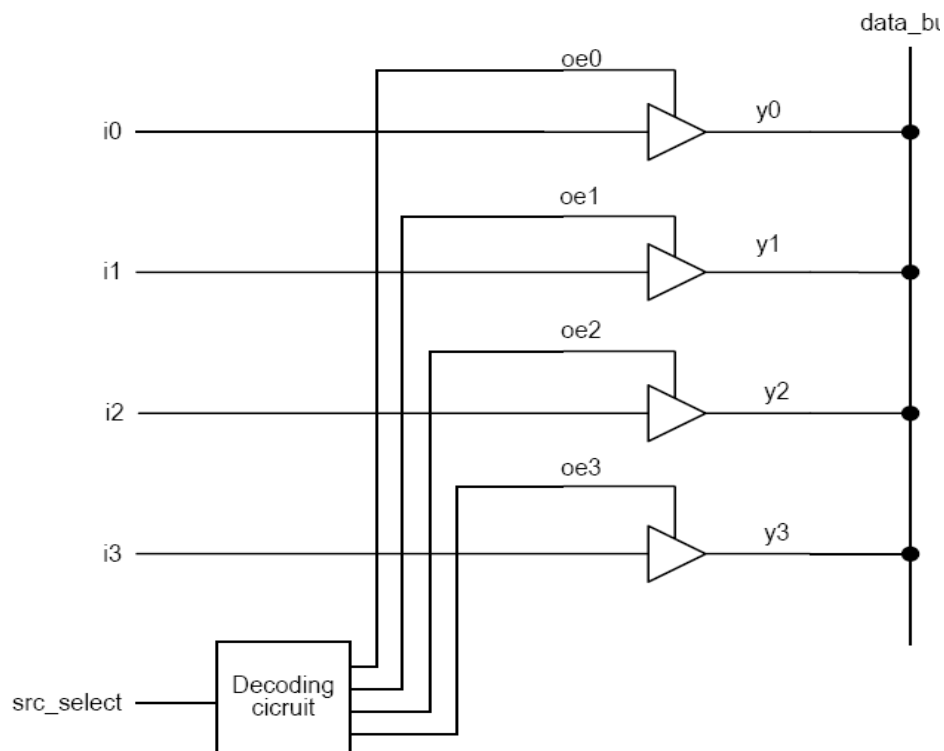 data_bu
oe0
i0
y0
oe1
i1
y1
oe2
i2
y2
oe3
i3
y3
src_select
Decoding
cicruit